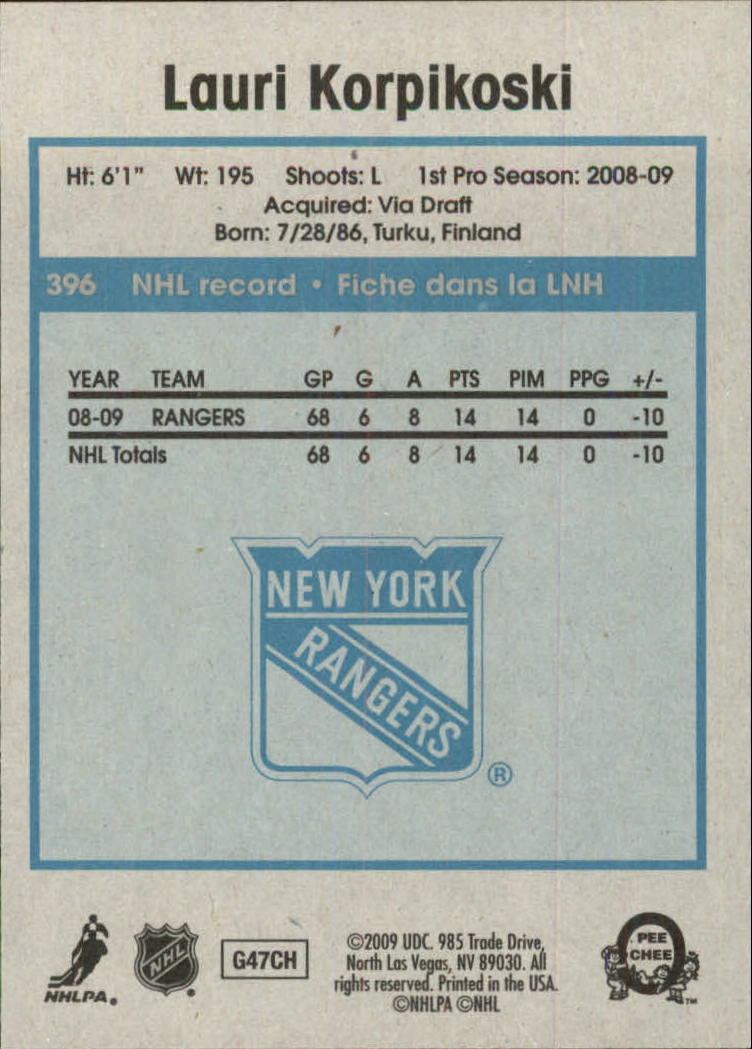 Lauri Korpikoski
Ht: 6'1" Wt: 195 Shoots: L 1st Pro Season: 2008-09
Acquired: Via Draft
Born: 7/28/86, Turku, Finland
396 NHL record • Fiche dans la LNH
YEAR TEAM GP G A PTS PIM PPG +/-
08-09 RANGERS 68 6 8 14 14 0 -10
NHL Totals 68 6 8 14 14 0 -10
NEW YORK
RANGERS
®
NHLPA®
NHL
G47CH
©2009 UDC. 985 Trade Drive,
North Las Vegas, NV 89030. All
rights reserved. Printed in the USA.
©NHLPA ©NHL
O
PEE
CHEE
™